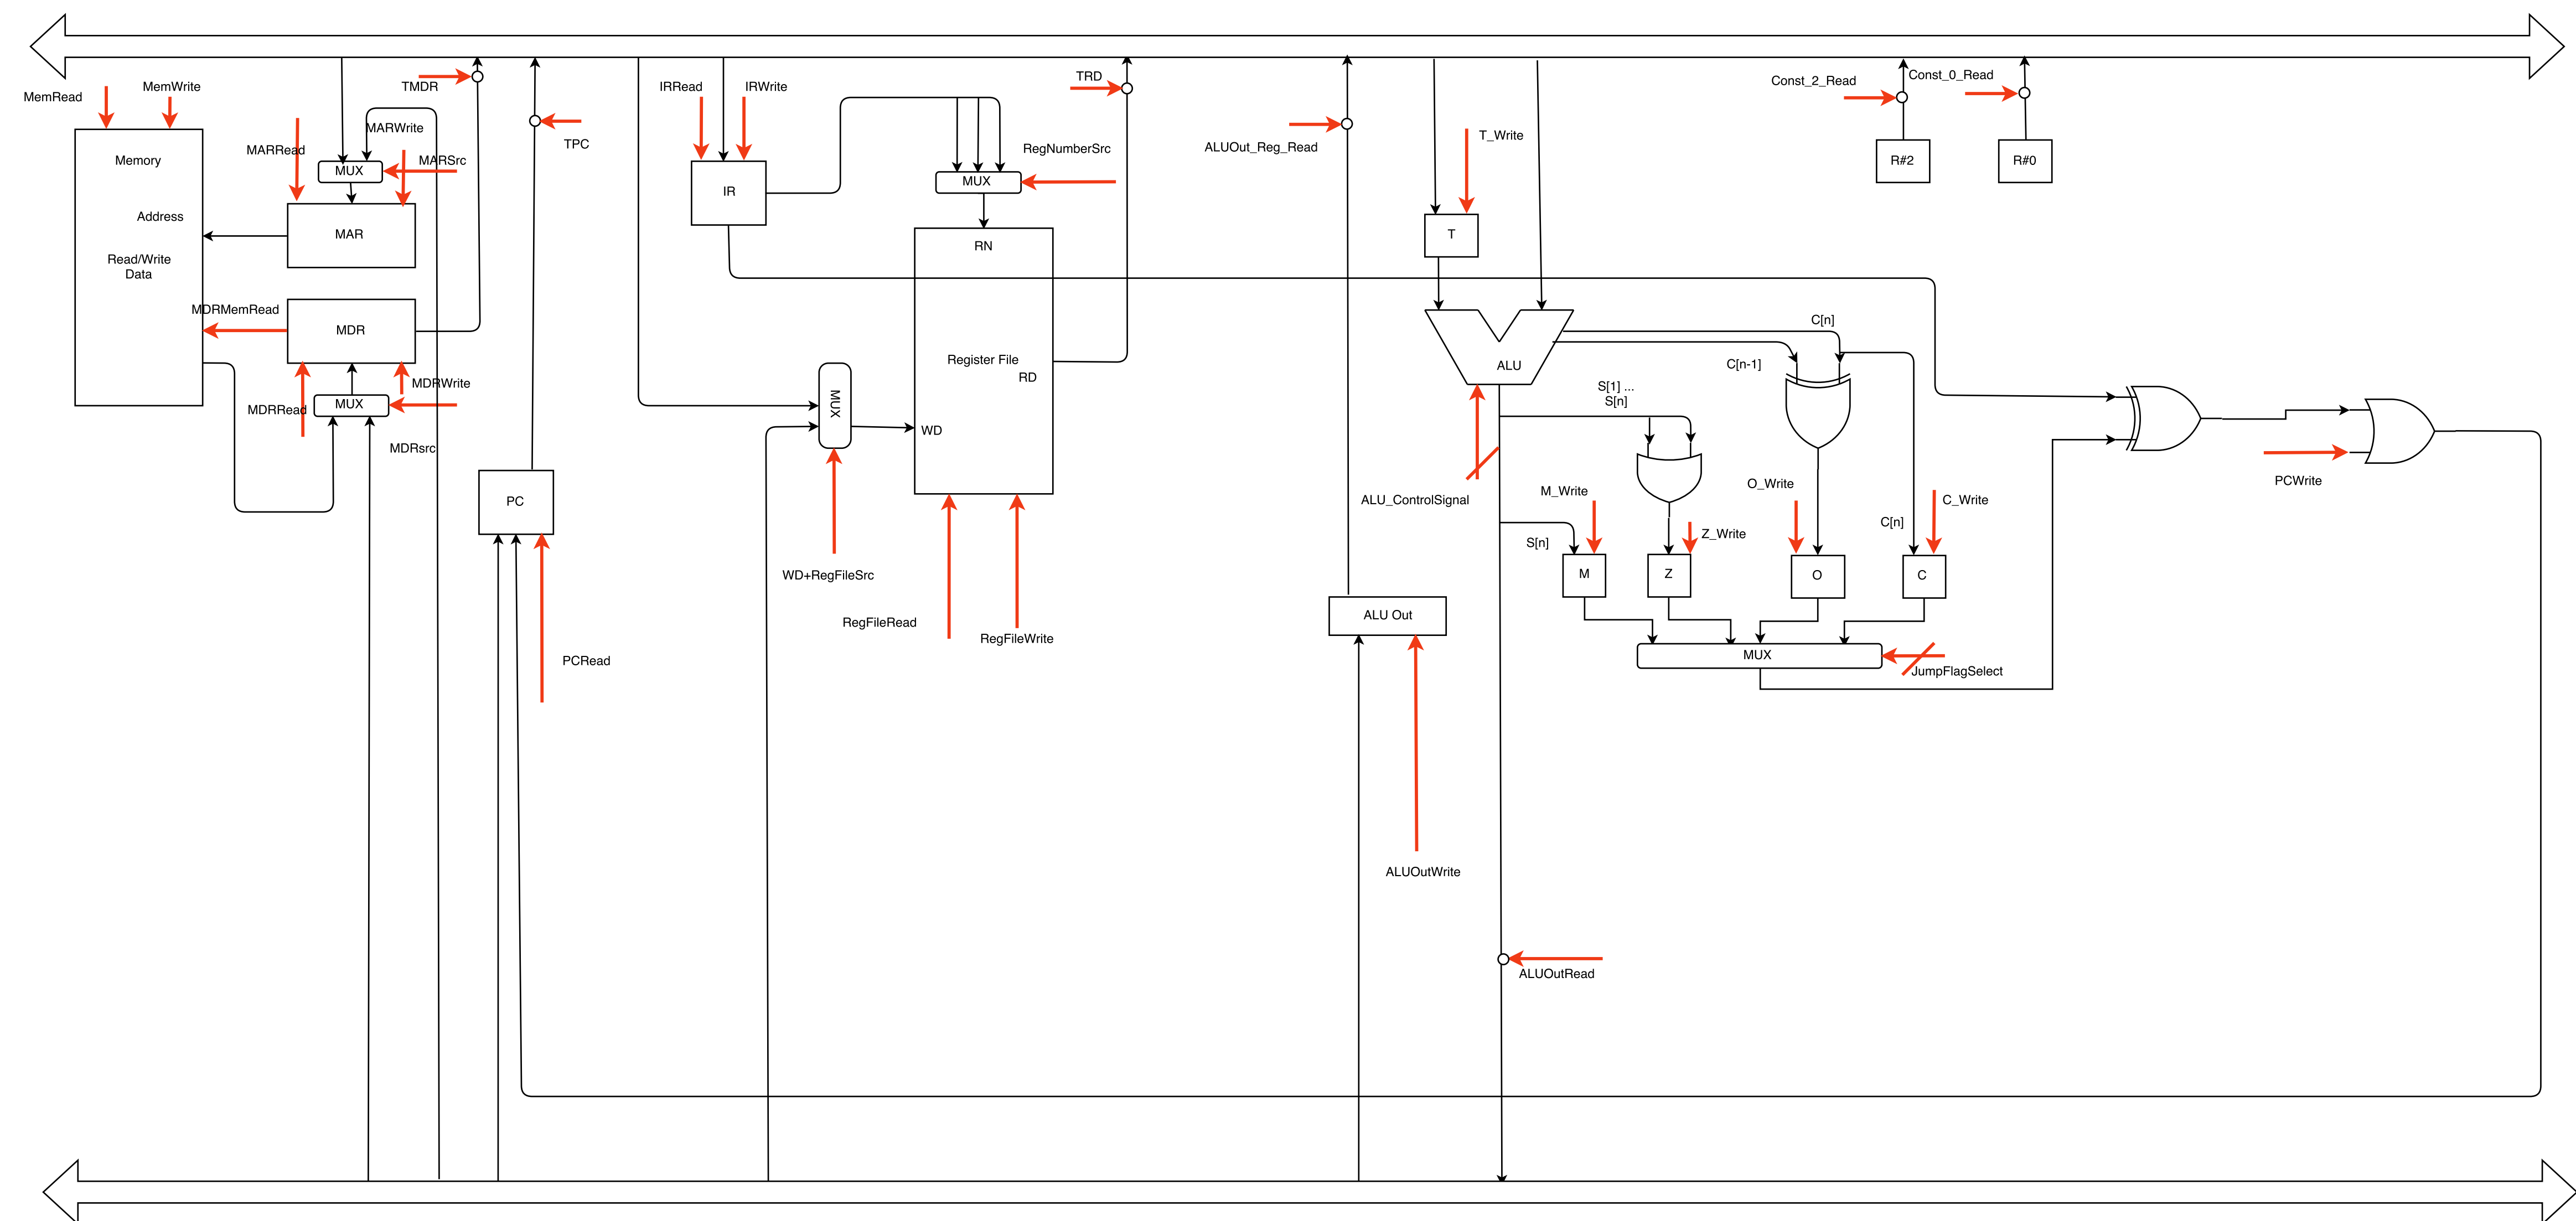 MemRead
MemWrite
TMDR
TPC
IRRead
IRWrite
TRD
Const_2_Read
Const_0_Read
Memory
MARRead
MARWrite
MARSrc
MUX
IR
RegNumberSrc
MUX
ALUOut_Reg_Read
T_Write
R#2
R#0
Address
MAR
T
RN
Read/Write
Data
MDRMemRead
MDR
C[n]
Register File
RD
ALU
C[n-1]
MDRWrite
MDRRead
MUX
MUX
S[1] ...
S[n]
WD
MDRsrc
PCWrite
PC
ALU_ControlSignal
M_Write
O_Write
C_Write
Z_Write
C[n]
S[n]
WD+RegFileSrc
M
Z
O
C
RegFileRead
RegFileWrite
ALU Out
PCRead
MUX
JumpFlagSelect
ALUOutWrite
ALUOutRead